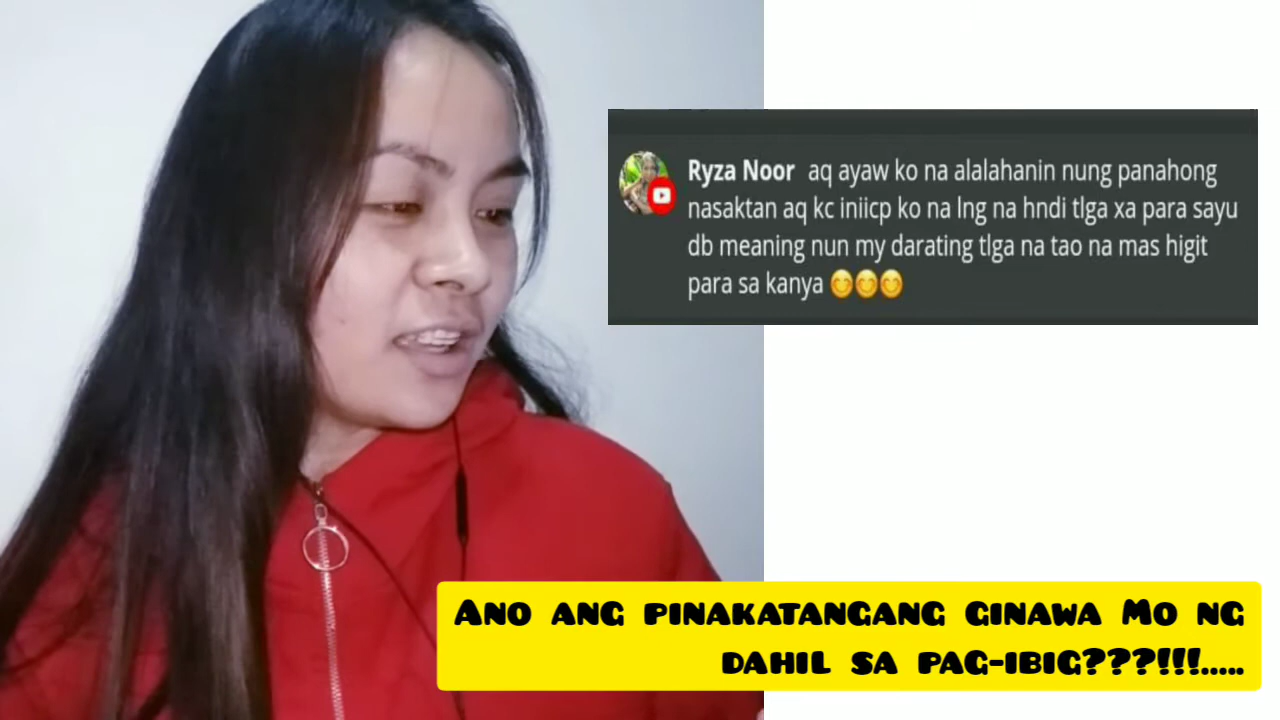 Ryza Noor aq ayaw ko na alalahanin nung panahong
nasaktan aq kc iniicp ko na lng na hndi tlga xa para sayu
db meaning nun my darating tlga na tao na mas higit
para sa kanya 😊😊😊
ANO ANG PINAKATANGANG GINAWA MO NG
DAHIL SA PAG-IBIG???!!!.....